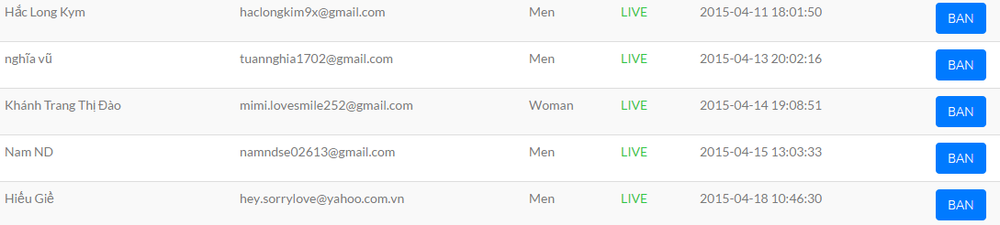 Hắc Long Kym haclongkim9x@gmail.com Men LIVE 2015-04-11 18:01:50 BAN
nghĩa vũ tuannghia1702@gmail.com Men LIVE 2015-04-13 20:02:16 BAN
Khánh Trang Thị Đào mimi.lovesmile252@gmail.com Woman LIVE 2015-04-14 19:08:51 BAN
Nam ND namndse02613@gmail.com Men LIVE 2015-04-15 13:03:33 BAN
Hiếu Giề hey.sorrylove@yahoo.com.vn Men LIVE 2015-04-18 10:46:30 BAN